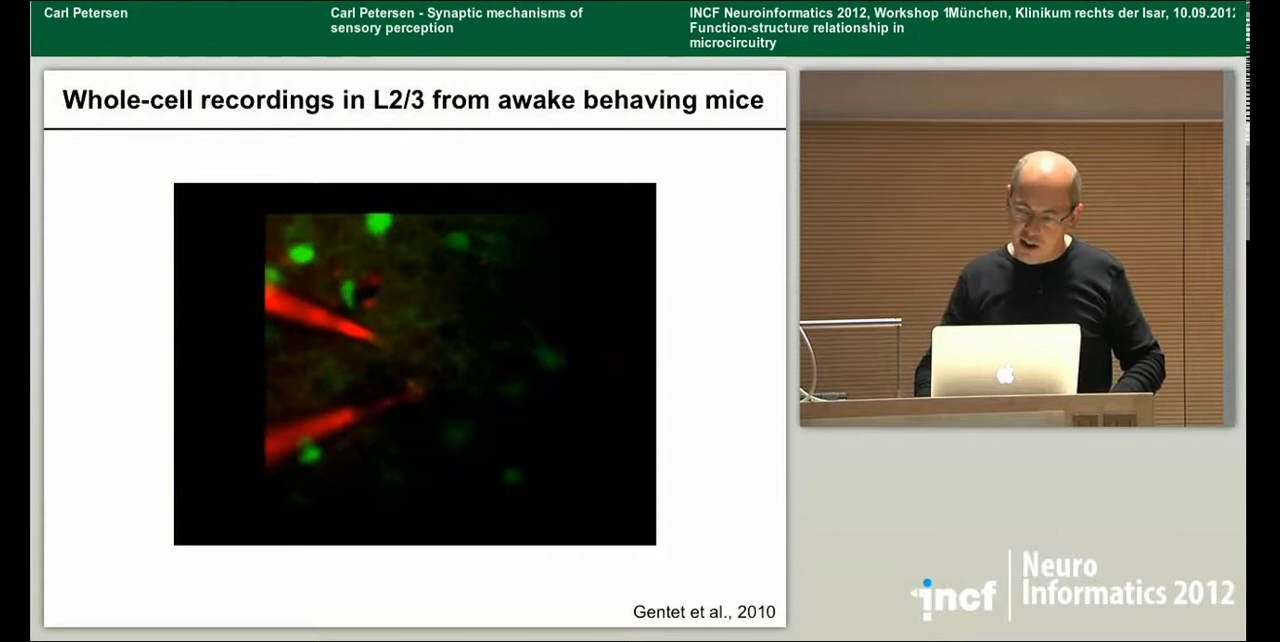 Carl Petersen
Carl Petersen - Synaptic mechanisms of
sensory perception
INCF Neuroinformatics 2012, Workshop 1München, Klinikum rechts der Isar, 10.09.2012
Function-structure relationship in
microcircuitry
Whole-cell recordings in L2/3 from awake behaving mice
Gentet et al., 2010
incf
Neuro
Informatics 2012